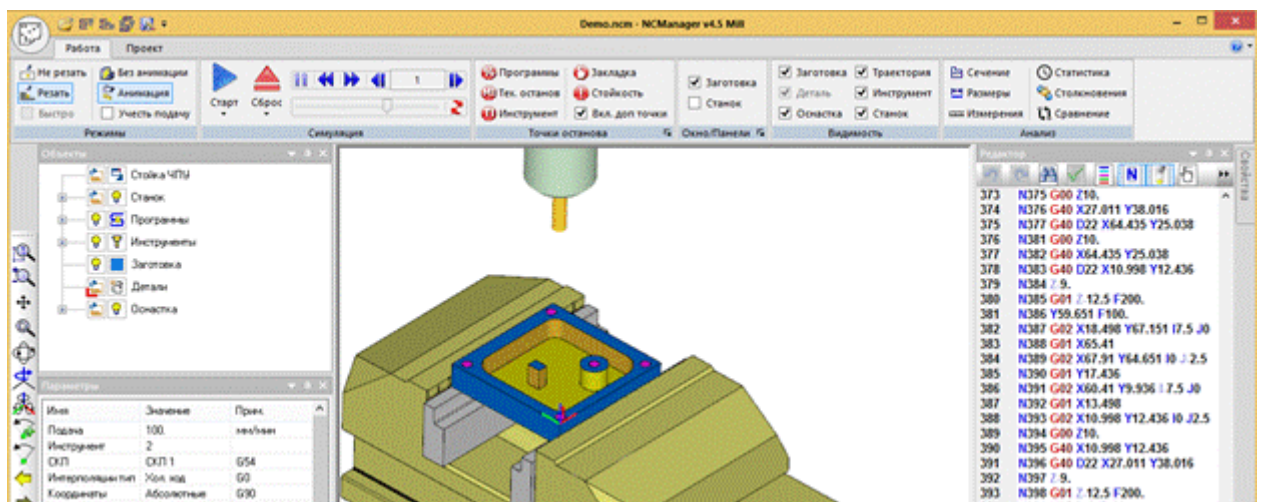 Demo.ncm - NCManager v4.5 Mill
Работа Проект
Не резать Без анимации
Резать Анимация
Быстро Учесть подачу
Режимы
Старт Сброс
1
Симуляция
Программы Закладка
Тек. останов Стойкость
Инструмент Вкл. доп точки
Точки останова
Заготовка
Станок
Окно/Панели
Заготовка Траектория
Деталь Инструмент
Оснастка Станок
Видимость
Сечение Статистика
Размеры Столкновения
Измерения Сравнение
Анализ
Объекты
Стойка ЧПУ
Станок
Программы
Инструменты
Заготовка
Детали
Оснастка
Параметры
Имя Значение Прим.
Подача 100. мм/мин
Инструмент 2
СКП СКП 1 G54
Интерполяции тип Хол. ход G0
Координаты Абсолютные G90
Редактор
Свойства
N
373 N375 G00 Z10.
374 N376 G40 X27.011 Y38.016
375 N377 G40 D22 X64.435 Y25.038
376 N381 G00 Z10.
377 N382 G40 X64.435 Y25.038
378 N383 G40 D22 X10.998 Y12.436
379 N384 Z-9.
380 N385 G01 Z-12.5 F200.
381 N386 Y59.651 F100.
382 N387 G02 X18.498 Y67.151 I7.5 J0
383 N388 G01 X65.41
384 N389 G02 X67.91 Y64.651 I0 J-2.5
385 N390 G01 Y17.436
386 N391 G02 X60.41 Y9.936 I-7.5 J0
387 N392 G01 X13.498
388 N393 G02 X10.998 Y12.436 I0 J2.5
389 N394 G00 Z10.
390 N395 G40 X10.998 Y12.436
391 N396 G40 D22 X27.011 Y38.016
392 N397 Z-9.
393 N398 G01 Z-12.5 F200.